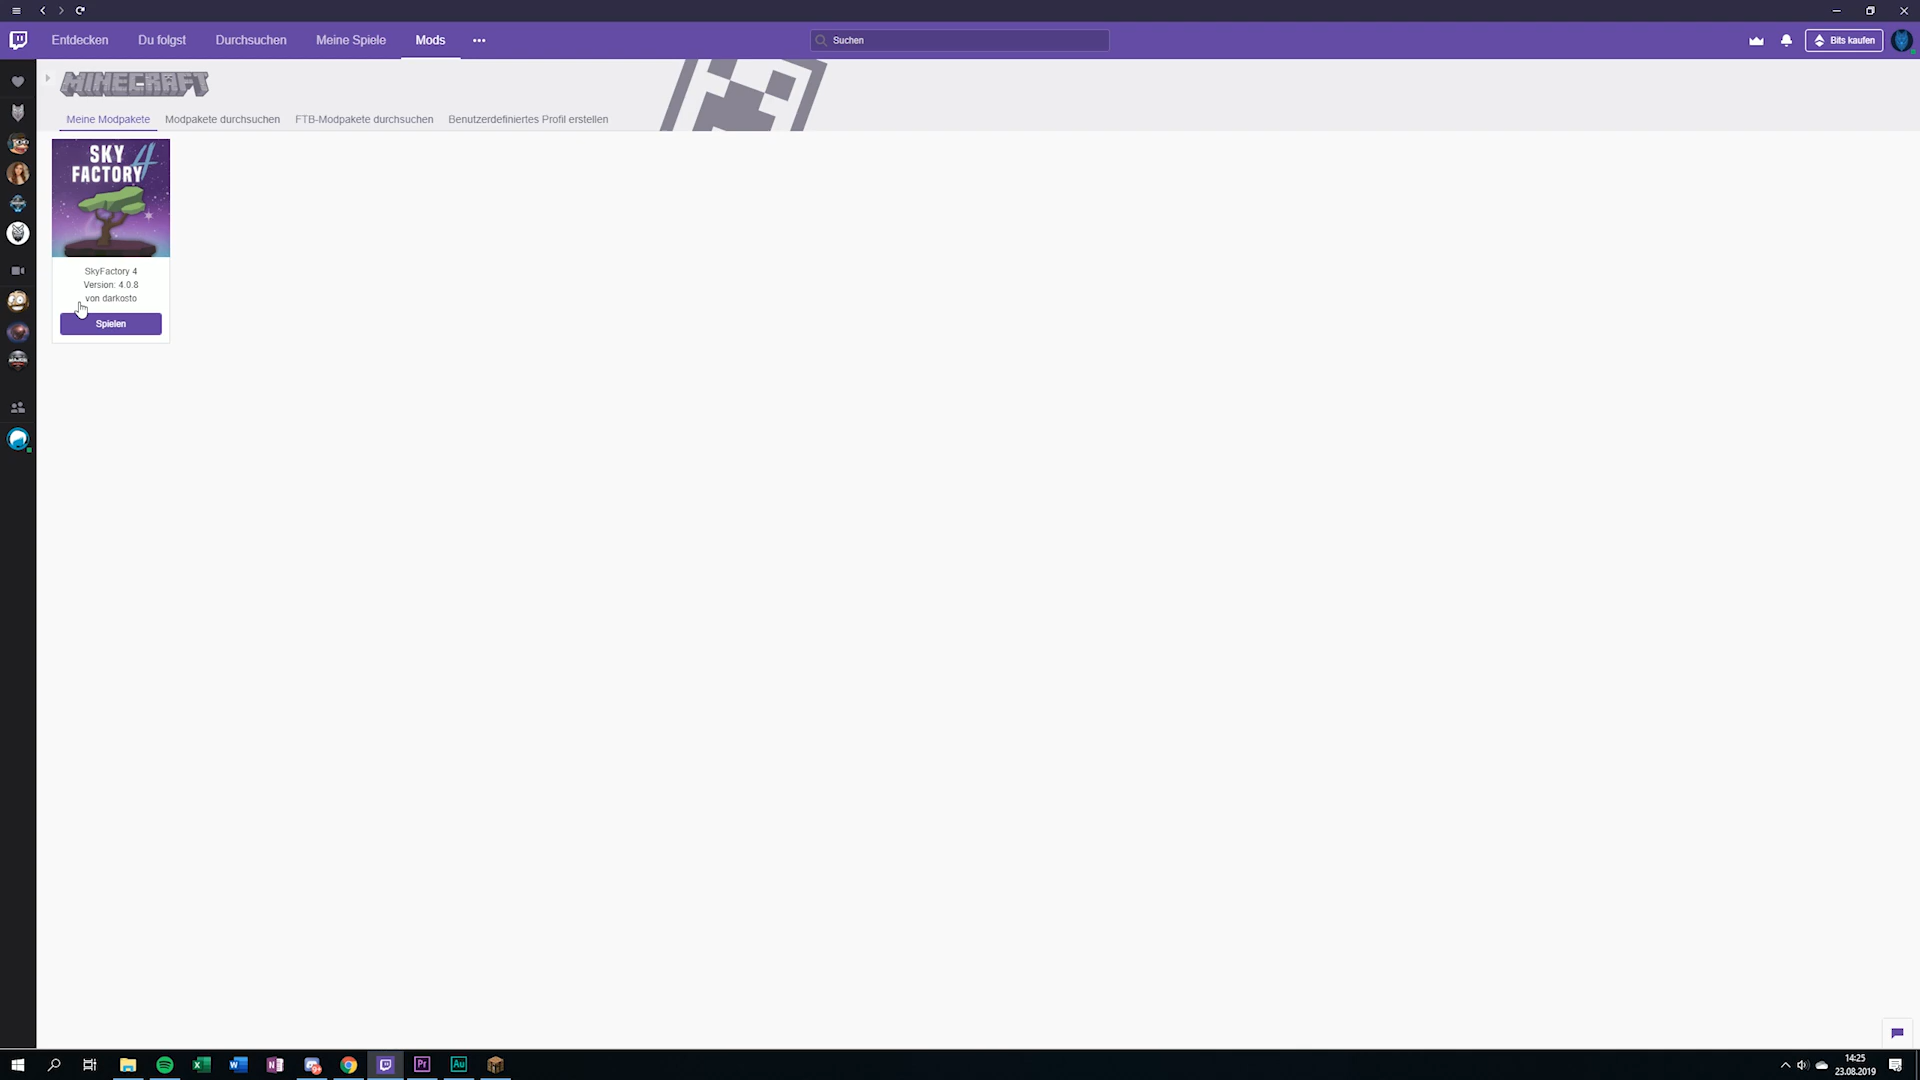 Entdecken Du folgst Durchsuchen Meine Spiele Mods Suchen Bits kaufen
MINECRAFT
Meine Modpakete Modpakete durchsuchen FTB-Modpakete durchsuchen Benutzerdefiniertes Profil erstellen
SKY
FACTORY 4
SkyFactory 4
Version: 4.0.8
von darkosto
Spielen
14:25
23.08.2019